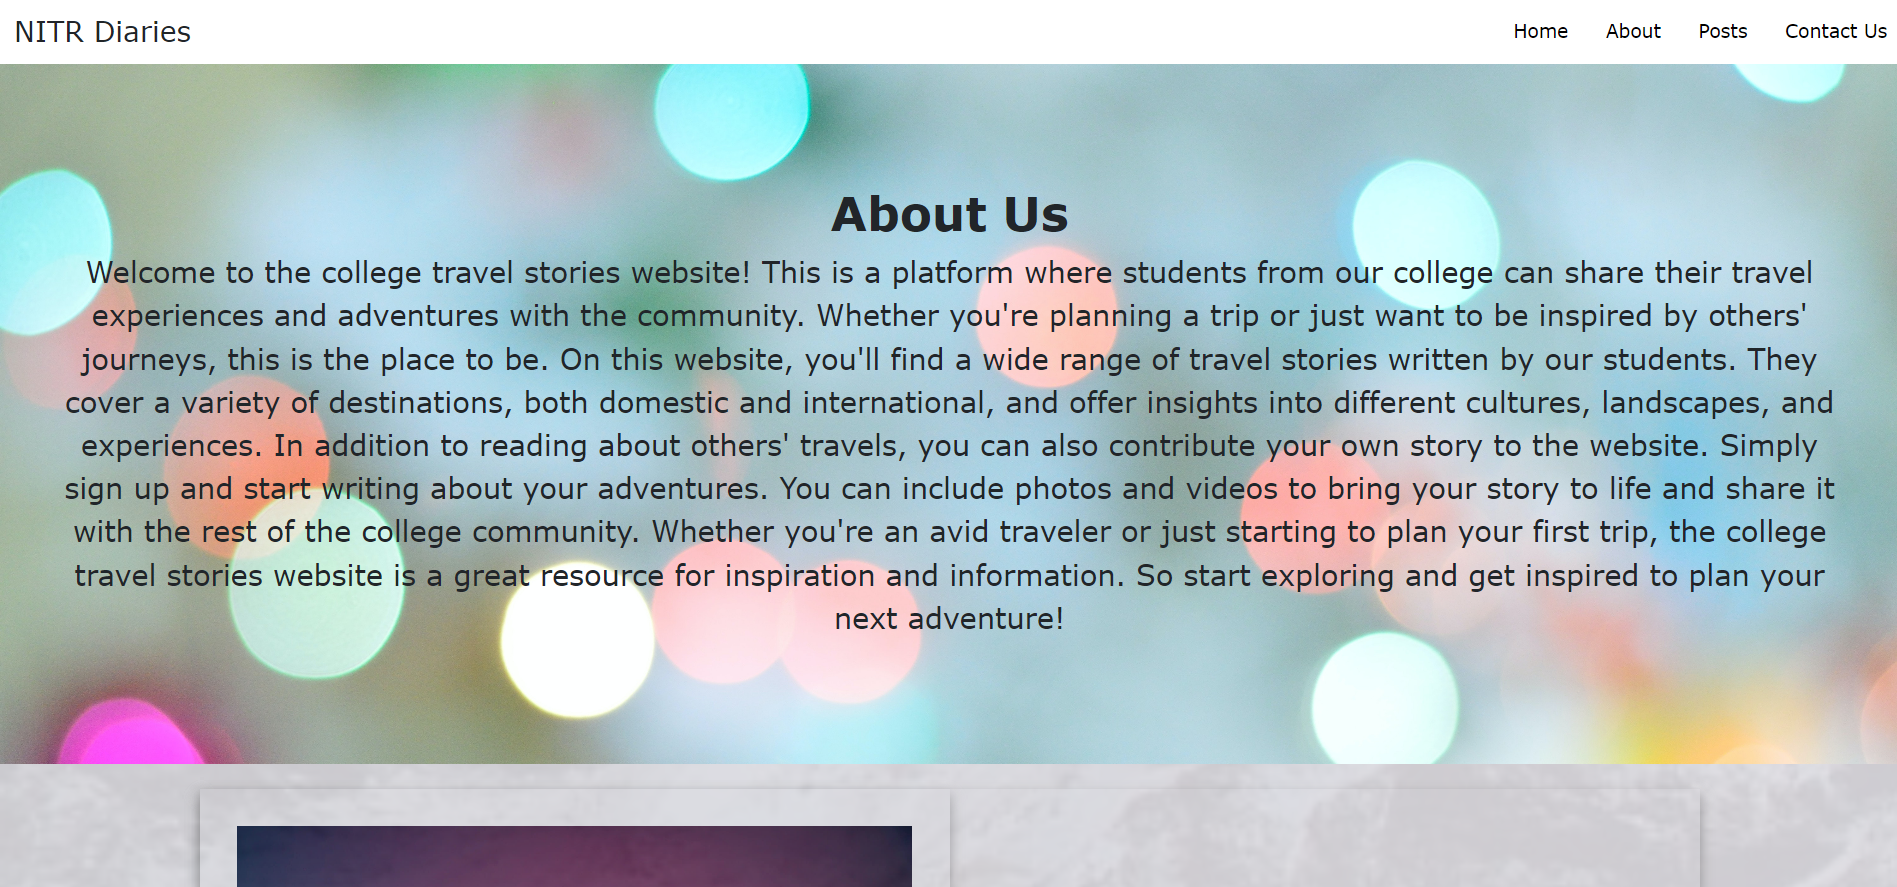 NITR Diaries
Home About Posts Contact Us
About Us
Welcome to the college travel stories website! This is a platform where students from our college can share their travel
experiences and adventures with the community. Whether you're planning a trip or just want to be inspired by others'
journeys, this is the place to be. On this website, you'll find a wide range of travel stories written by our students. They
cover a variety of destinations, both domestic and international, and offer insights into different cultures, landscapes, and
experiences. In addition to reading about others' travels, you can also contribute your own story to the website. Simply
sign up and start writing about your adventures. You can include photos and videos to bring your story to life and share it
with the rest of the college community. Whether you're an avid traveler or just starting to plan your first trip, the college
travel stories website is a great resource for inspiration and information. So start exploring and get inspired to plan your
next adventure!